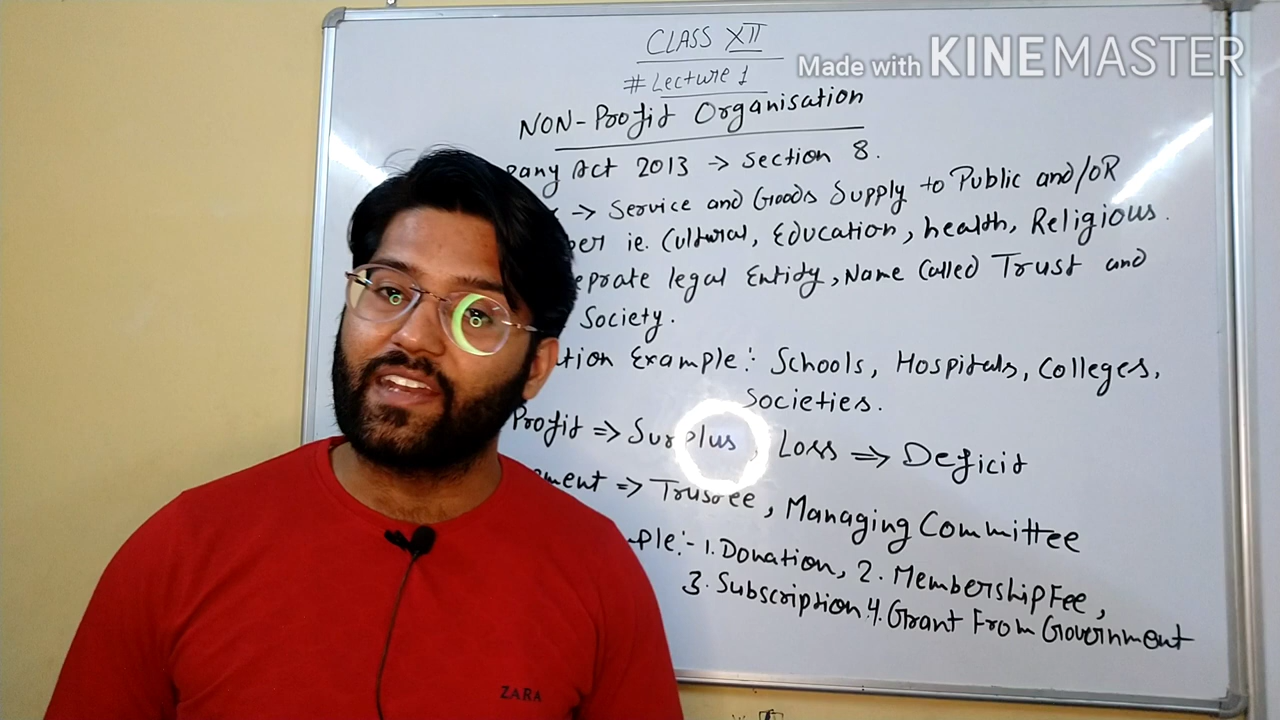 CLASS XII
# Lecture 1
Made with KINEMASTER
NON-Profit Organisation
pany Act 2013 → Section 8.
→ Service and Goods Supply to Public and/OR
ber ie. Cultural, Education, health, Religious.
eprate legal Entity, Name Called Trust and
Society.
tion Example:- Schools, Hospitals, Colleges,
Societies.
Profit ⇒ Surplus, Loss ⇒ Deficit
ement ⇒ Trustee, Managing Committee
mple:- 1. Donation, 2. Membership Fee,
3. Subscription 4. Grant From Government
ZARA